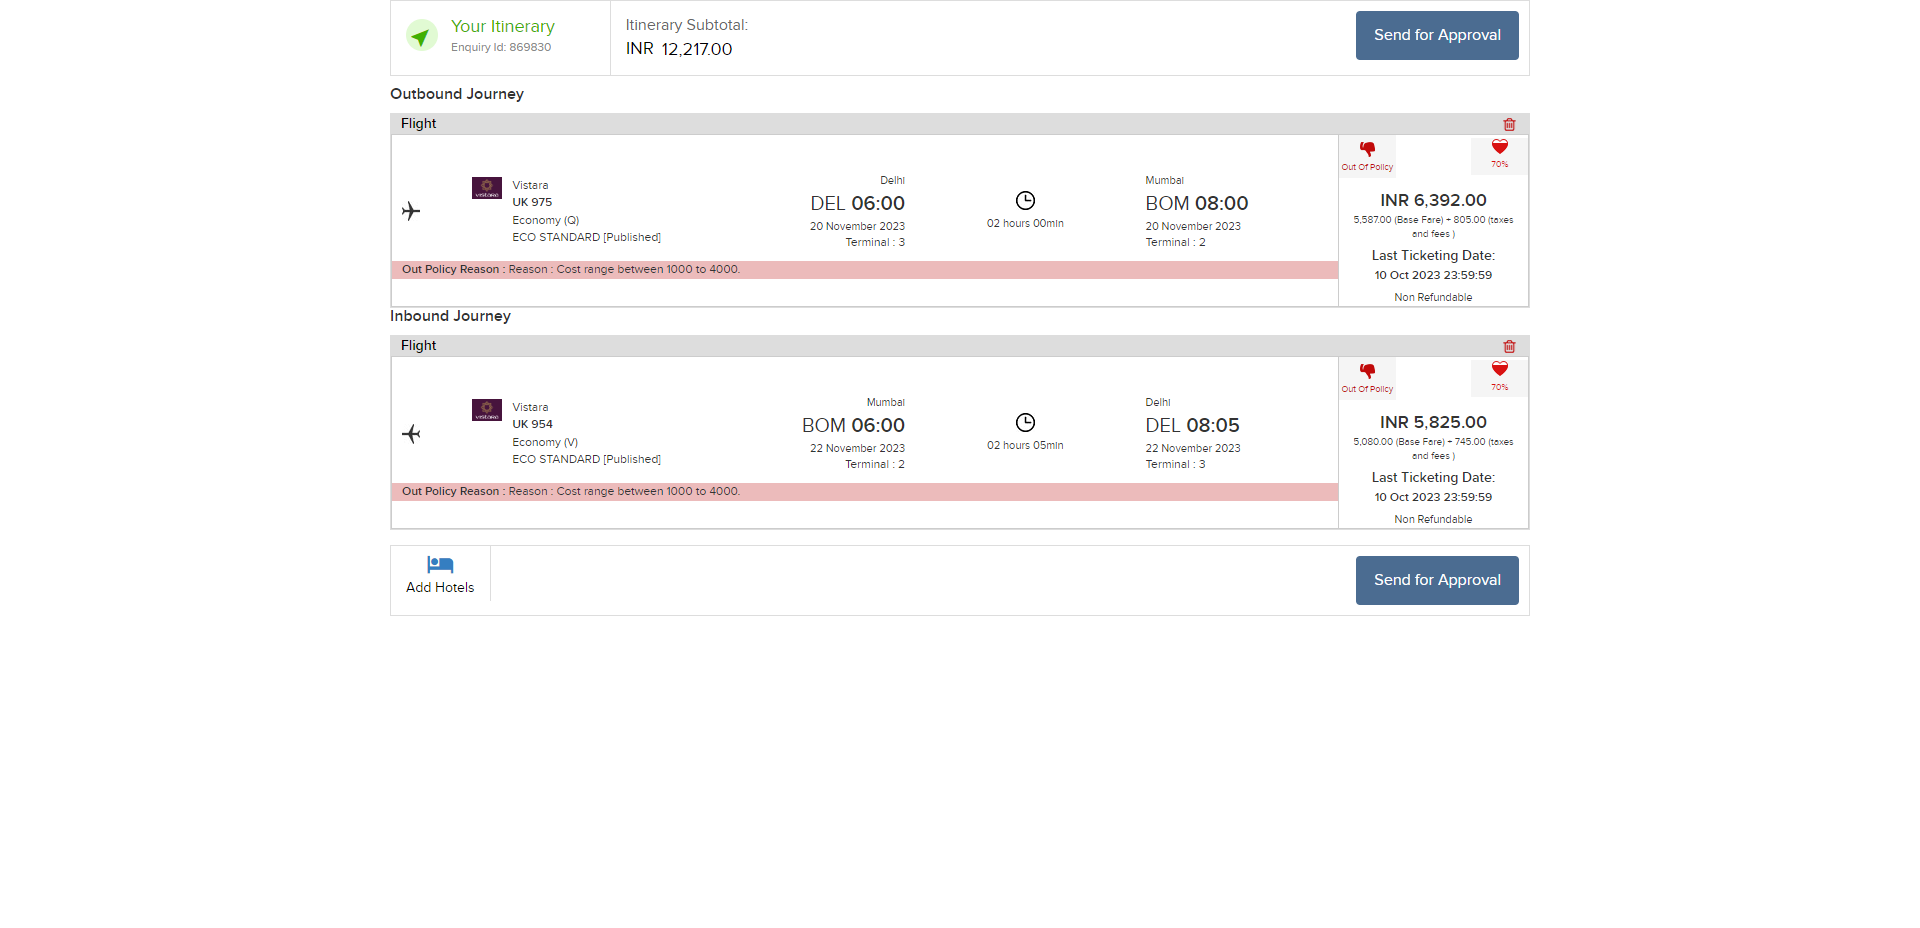 Your Itinerary
Enquiry Id: 869830
Itinerary Subtotal:
INR 12,217.00
Send for Approval
Outbound Journey
Flight
VISTARA
Vistara
UK 975
Economy (Q)
ECO STANDARD [Published]
Delhi
DEL 06:00
20 November 2023
Terminal : 3
02 hours 00min
Mumbai
BOM 08:00
20 November 2023
Terminal : 2
Out Policy Reason : Reason : Cost range between 1000 to 4000.
Out Of Policy
70%
INR 6,392.00
5,587.00 (Base Fare) + 805.00 (taxes
and fees )
Last Ticketing Date:
10 Oct 2023 23:59:59
Non Refundable
Inbound Journey
Flight
VISTARA
Vistara
UK 954
Economy (V)
ECO STANDARD [Published]
Mumbai
BOM 06:00
22 November 2023
Terminal : 2
02 hours 05min
Delhi
DEL 08:05
22 November 2023
Terminal : 3
Out Policy Reason : Reason : Cost range between 1000 to 4000.
Out Of Policy
70%
INR 5,825.00
5,080.00 (Base Fare) + 745.00 (taxes
and fees )
Last Ticketing Date:
10 Oct 2023 23:59:59
Non Refundable
Add Hotels
Send for Approval